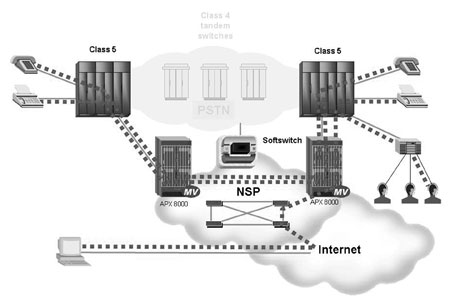 Class 4
tandem
switches
Class 5
Class 5
PSTN
Softswitch
MV
NSP
MV
APX 8000
APX 8000
Internet